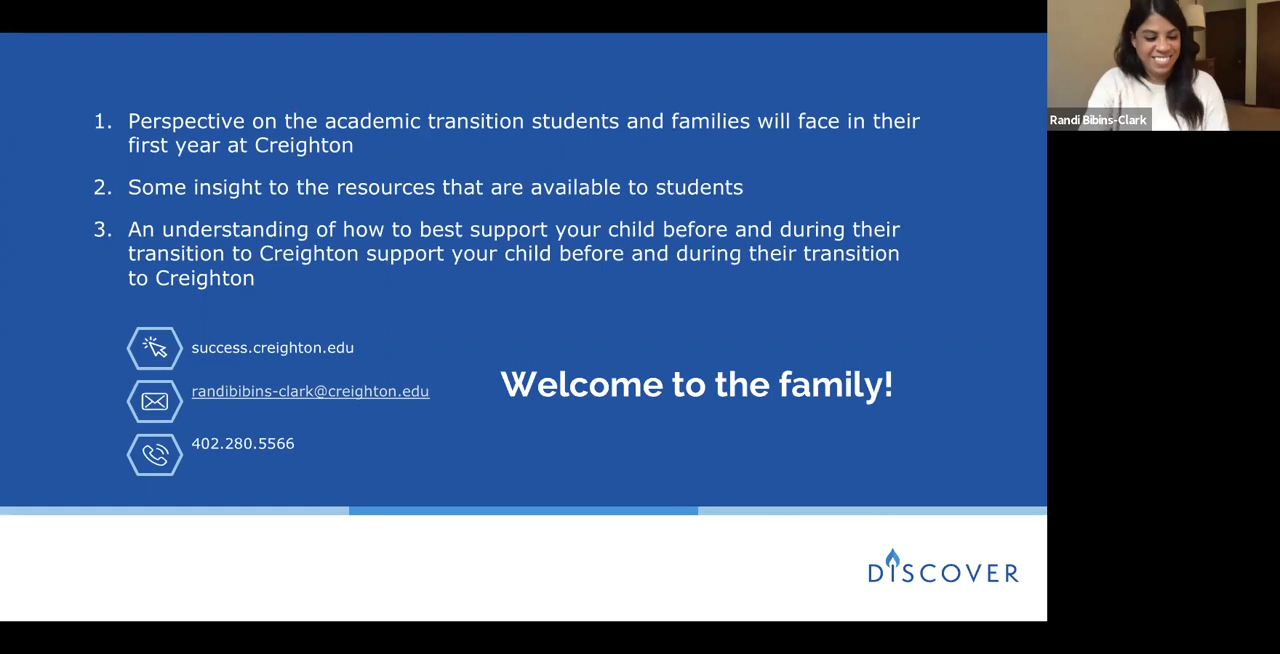 1. Perspective on the academic transition students and families will face in their
first year at Creighton
2. Some insight to the resources that are available to students
3. An understanding of how to best support your child before and during their
transition to Creighton support your child before and during their transition
to Creighton
success.creighton.edu
randibibins-clark@creighton.edu
402.280.5566
Welcome to the family!
DISCOVER
Randi Bibins-Clark